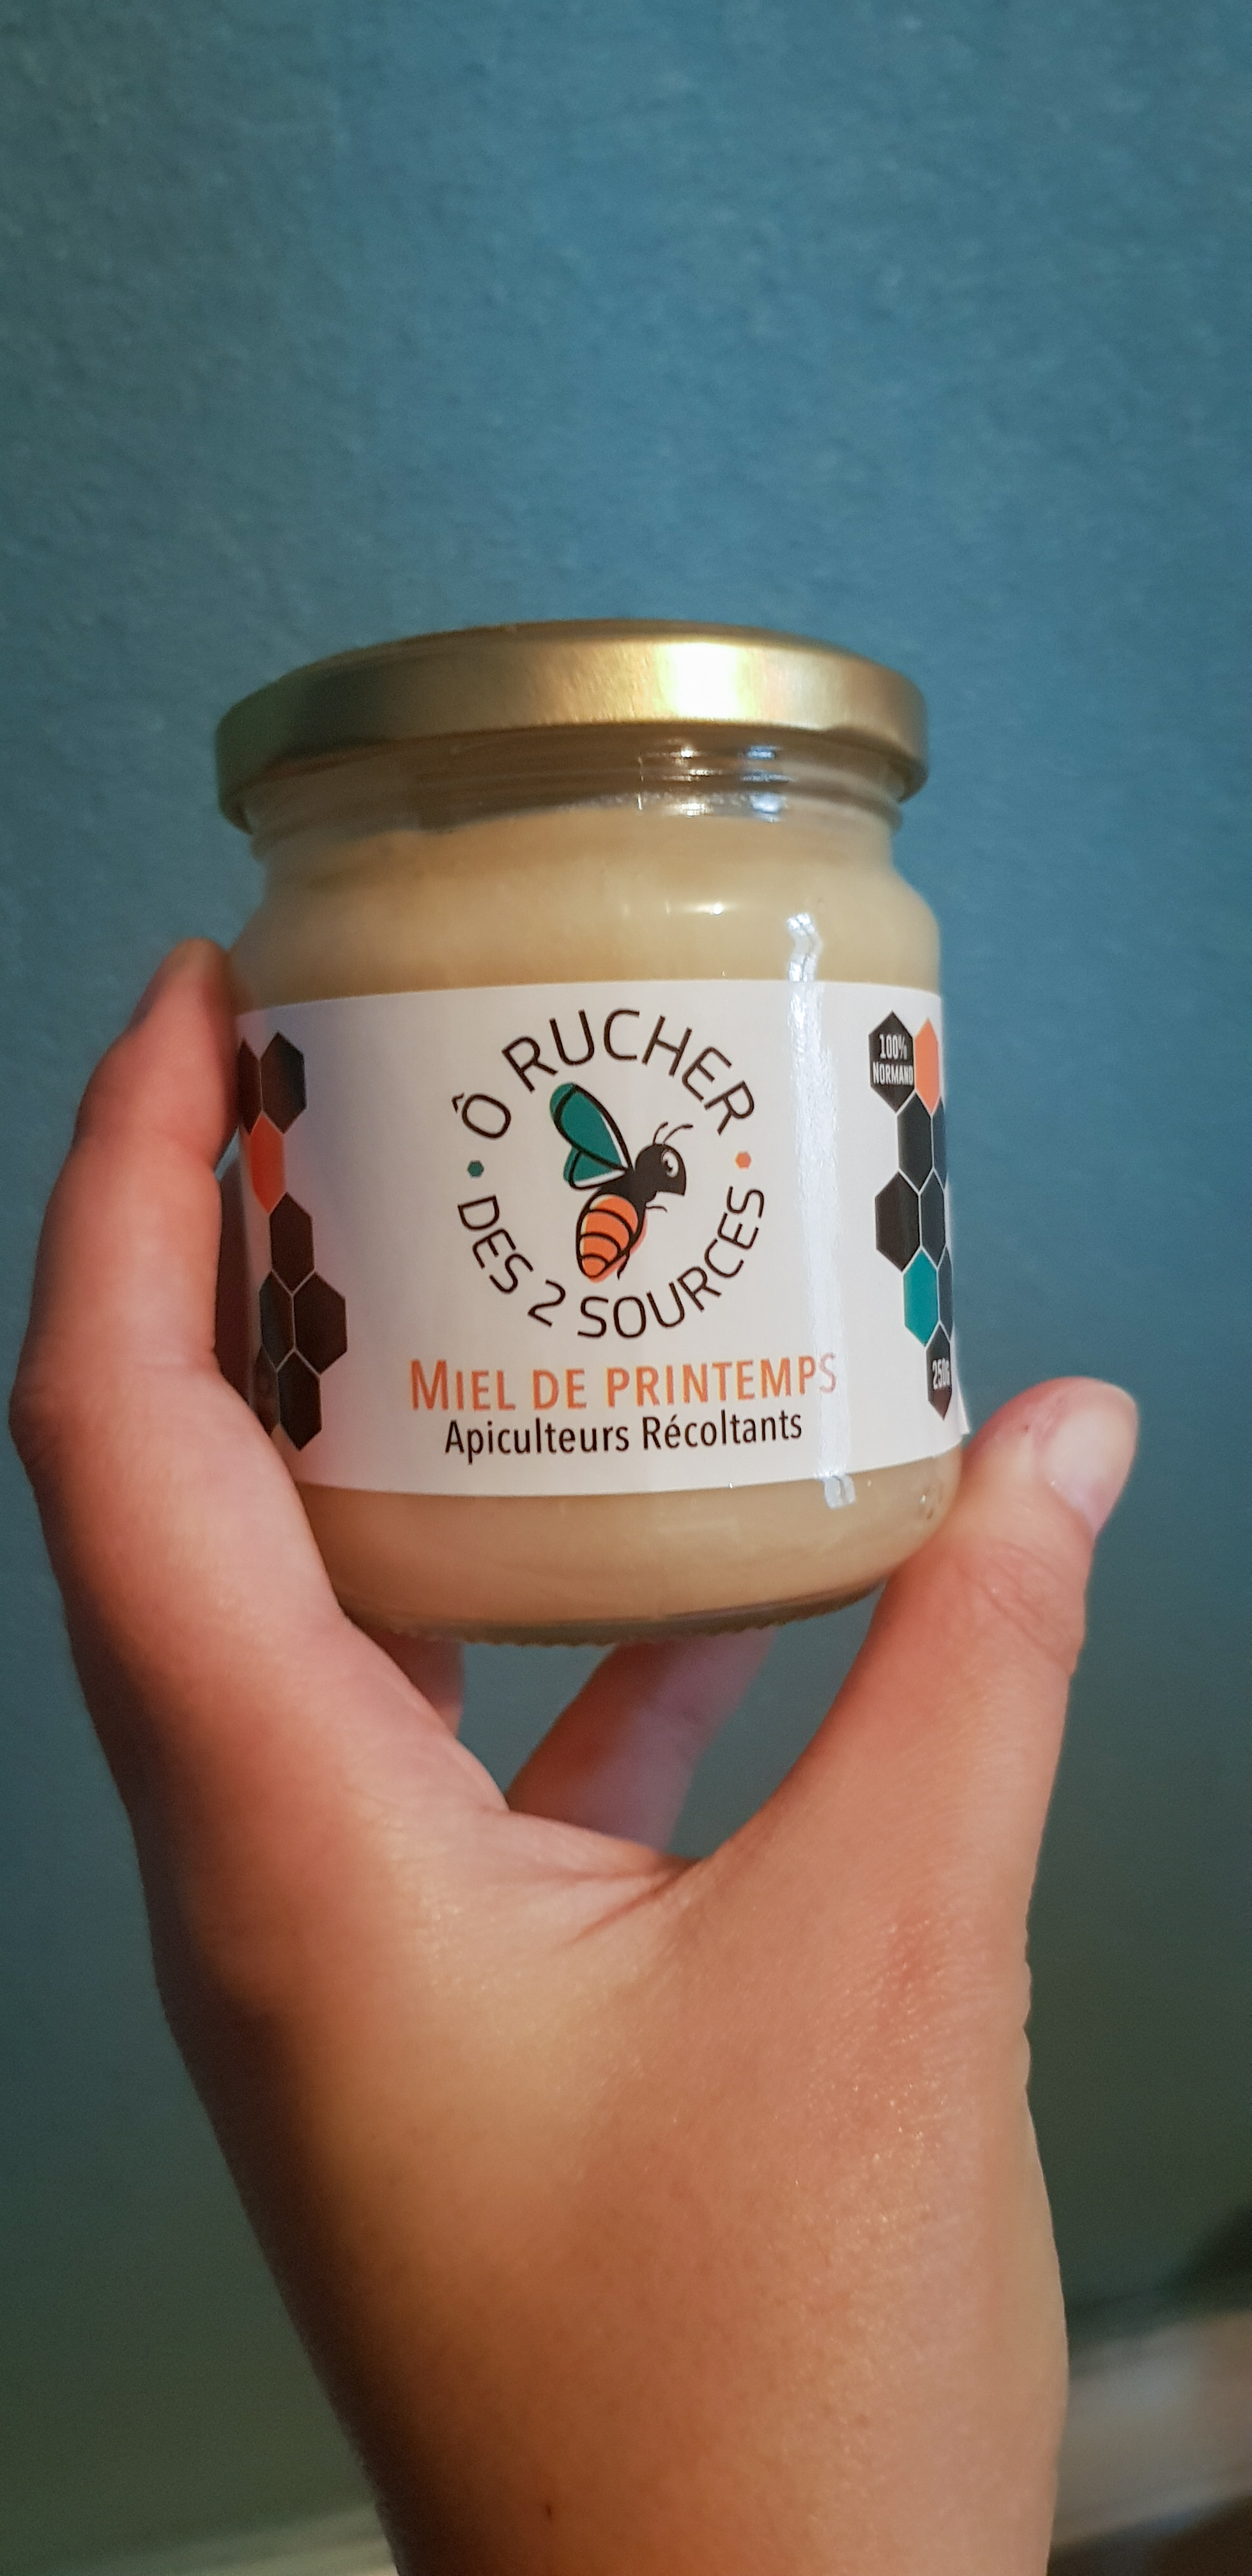 Ô RUCHER
DES 2 SOURCES
MIEL DE PRINTEMPS
Apiculteurs Récoltants
100%
NORMAND
250g